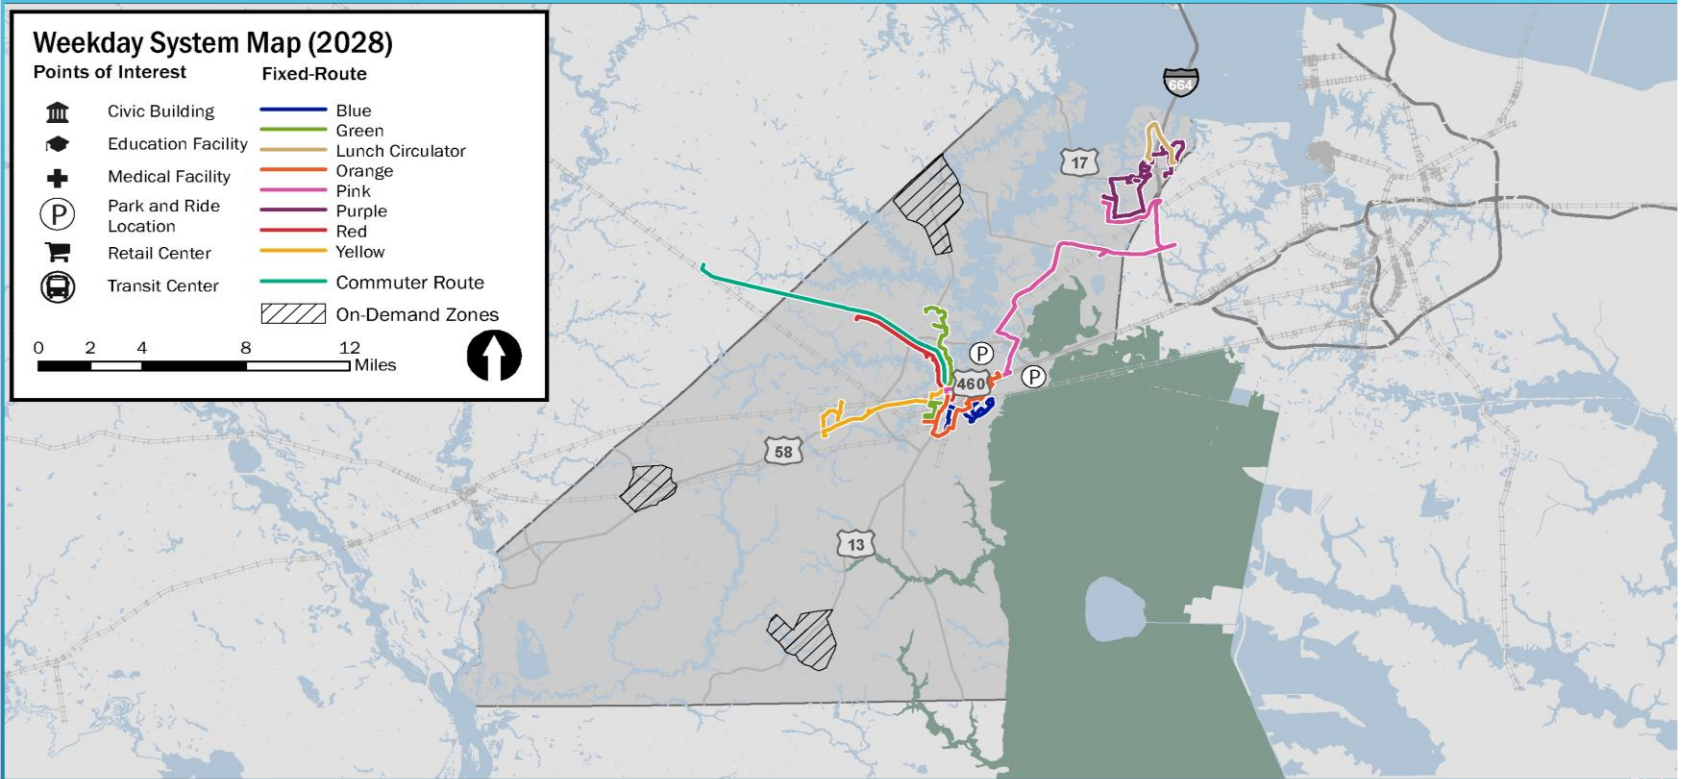 Weekday System Map (2028)
Points of Interest
Fixed-Route
Civic Building
Education Facility
Medical Facility
P
Park and Ride
Location
Retail Center
Transit Center
Blue
Green
Lunch Circulator
Orange
Pink
Purple
Red
Yellow
Commuter Route
On-Demand Zones
0 2 4 8 12
Miles
664
17
P
P
460
58
13